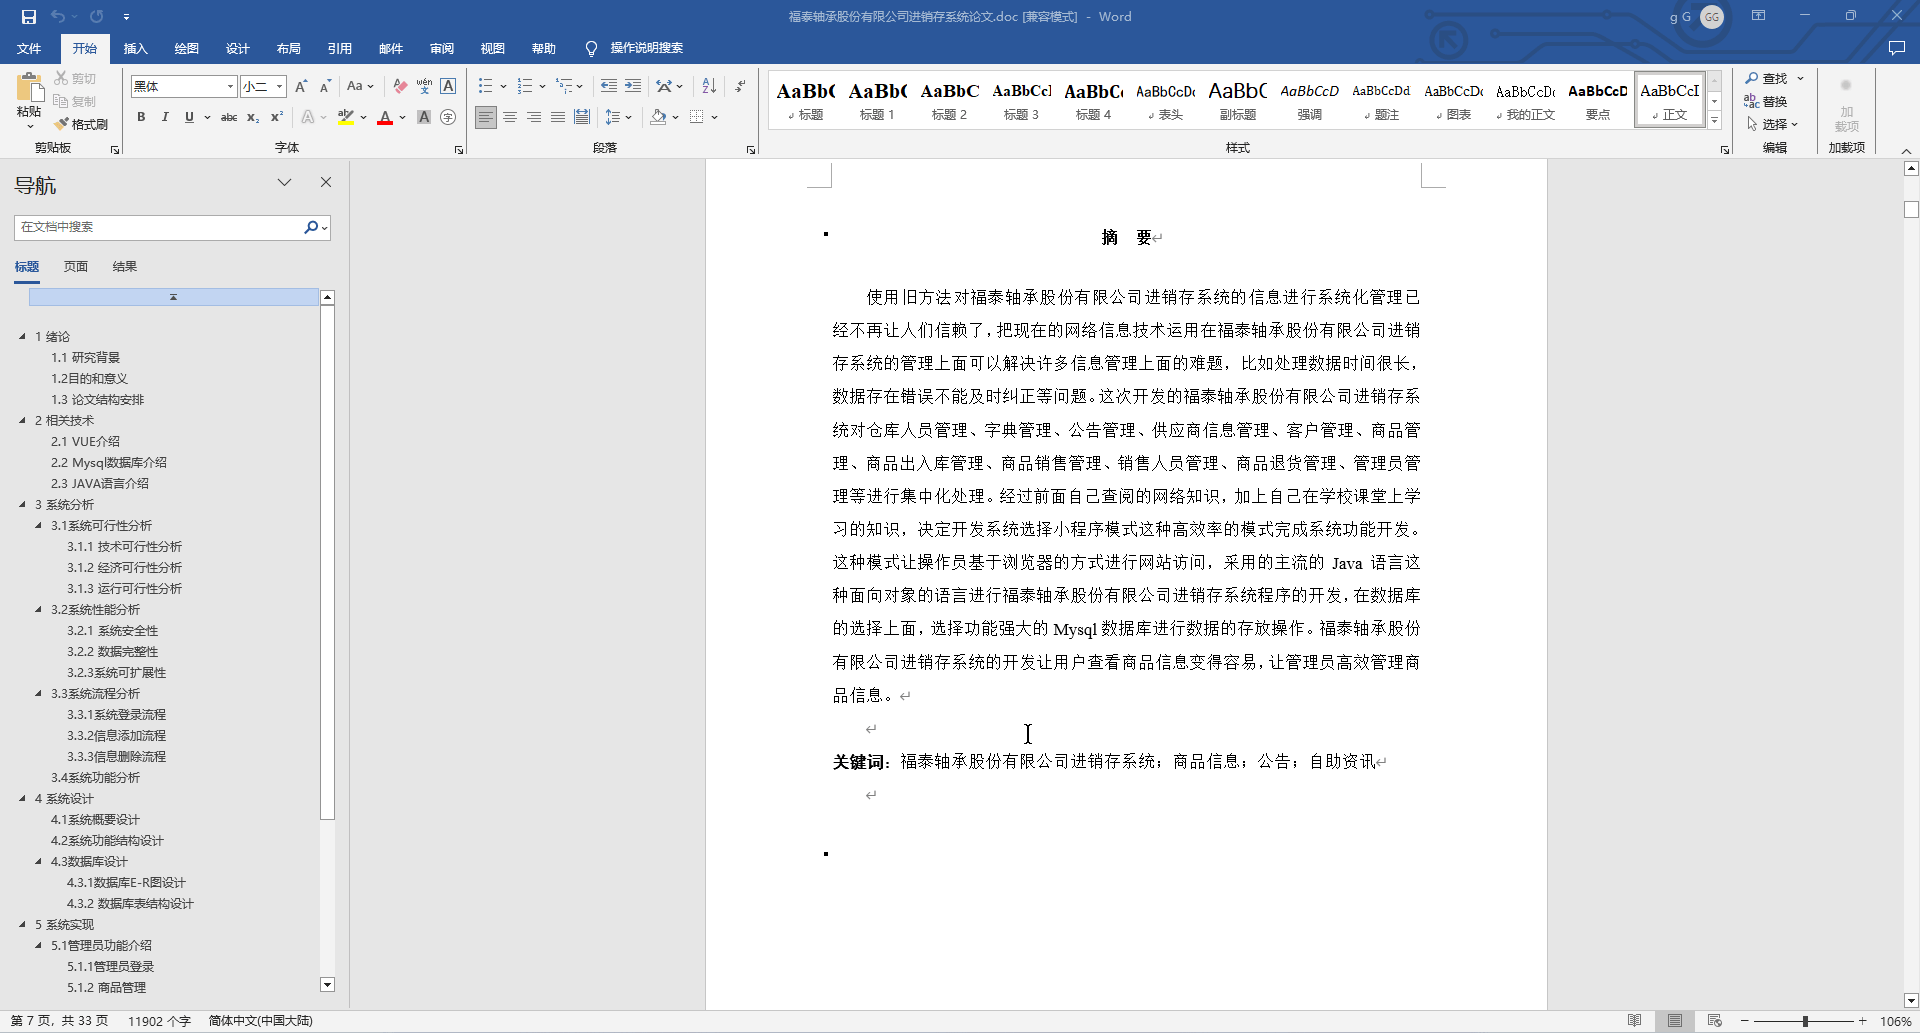 福泰轴承股份有限公司进销存系统论文.doc [兼容模式] - Word
g G
GG
文件 开始 插入 绘图 设计 布局 引用 邮件 审阅 视图 帮助 操作说明搜索
粘贴
剪切
复制
格式刷
剪贴板
黑体 小二
字体
段落
AaBb( 标题
AaBb( 标题 1
AaBbC 标题 2
AaBbCcl 标题 3
AaBbC 标题 4
AaBbCcDc 表头
AaBbC 副标题
AaBbCcD 强调
AaBbCcDd 题注
AaBbCcDc 图表
AaBbCcDc 我的正文
AaBbCcD 要点
AaBbCcI 正文
样式
查找
替换
选择
编辑
加载项
加载项
导航
在文档中搜索
标题 页面 结果
1 绪论
1.1 研究背景
1.2目的和意义
1.3 论文结构安排
2 相关技术
2.1 VUE介绍
2.2 Mysql数据库介绍
2.3 JAVA语言介绍
3 系统分析
3.1系统可行性分析
3.1.1 技术可行性分析
3.1.2 经济可行性分析
3.1.3 运行可行性分析
3.2系统性能分析
3.2.1 系统安全性
3.2.2 数据完整性
3.2.3系统可扩展性
3.3系统流程分析
3.3.1系统登录流程
3.3.2信息添加流程
3.3.3信息删除流程
3.4系统功能分析
4 系统设计
4.1系统概要设计
4.2系统功能结构设计
4.3数据库设计
4.3.1数据库E-R图设计
4.3.2 数据库表结构设计
5 系统实现
5.1管理员功能介绍
5.1.1管理员登录
5.1.2 商品管理
摘 要
使用旧方法对福泰轴承股份有限公司进销存系统的信息进行系统化管理已
经不再让人们信赖了，把现在的网络信息技术运用在福泰轴承股份有限公司进销
存系统的管理上面可以解决许多信息管理上面的难题，比如处理数据时间很长，
数据存在错误不能及时纠正等问题。这次开发的福泰轴承股份有限公司进销存系
统对仓库人员管理、字典管理、公告管理、供应商信息管理、客户管理、商品管
理、商品出入库管理、商品销售管理、销售人员管理、商品退货管理、管理员管
理等进行集中化处理。经过前面自己查阅的网络知识，加上自己在学校课堂上学
习的知识，决定开发系统选择小程序模式这种高效率的模式完成系统功能开发。
这种模式让操作员基于浏览器的方式进行网站访问，采用的主流的 Java 语言这
种面向对象的语言进行福泰轴承股份有限公司进销存系统程序的开发，在数据库
的选择上面，选择功能强大的 Mysql 数据库进行数据的存放操作。福泰轴承股份
有限公司进销存系统的开发让用户查看商品信息变得容易，让管理员高效管理商
品信息。
关键词：福泰轴承股份有限公司进销存系统；商品信息；公告；自助资讯
第 7 页，共 33 页 11902 个字 简体中文(中国大陆)
106%